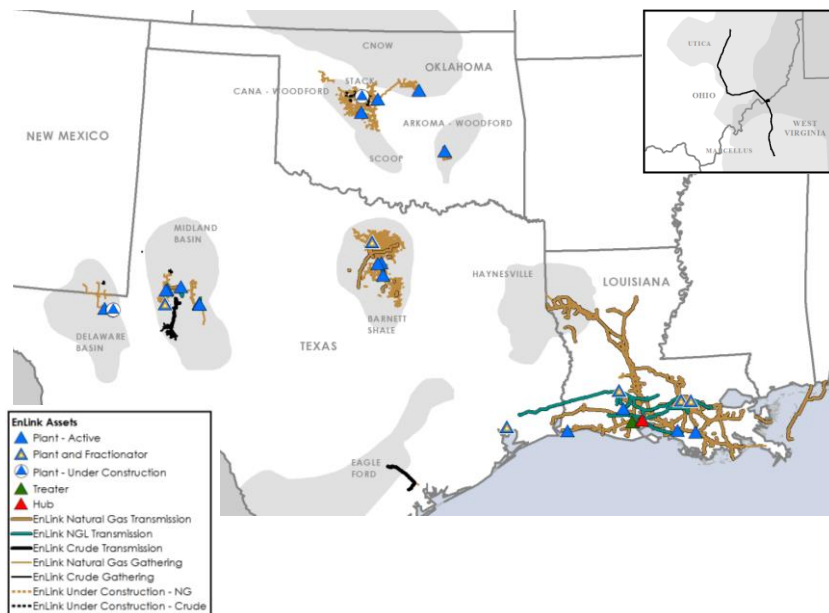 CNOW
OKLAHOMA
STACK
CANA - WOODFORD
ARKOMA - WOODFORD
SCOOP
NEW MEXICO
MIDLAND
BASIN
DELAWARE
BASIN
TEXAS
BARNETT
SHALE
HAYNESVILLE
LOUISIANA
EAGLE
FORD
UTICA
OHIO
WEST
VIRGINIA
MARCELLUS
EnLink Assets
Plant - Active
Plant and Fractionator
Plant - Under Construction
Treater
Hub
EnLink Natural Gas Transmission
EnLink NGL Transmission
EnLink Crude Transmission
EnLink Natural Gas Gathering
EnLink Crude Gathering
EnLink Under Construction - NG
EnLink Under Construction - Crude